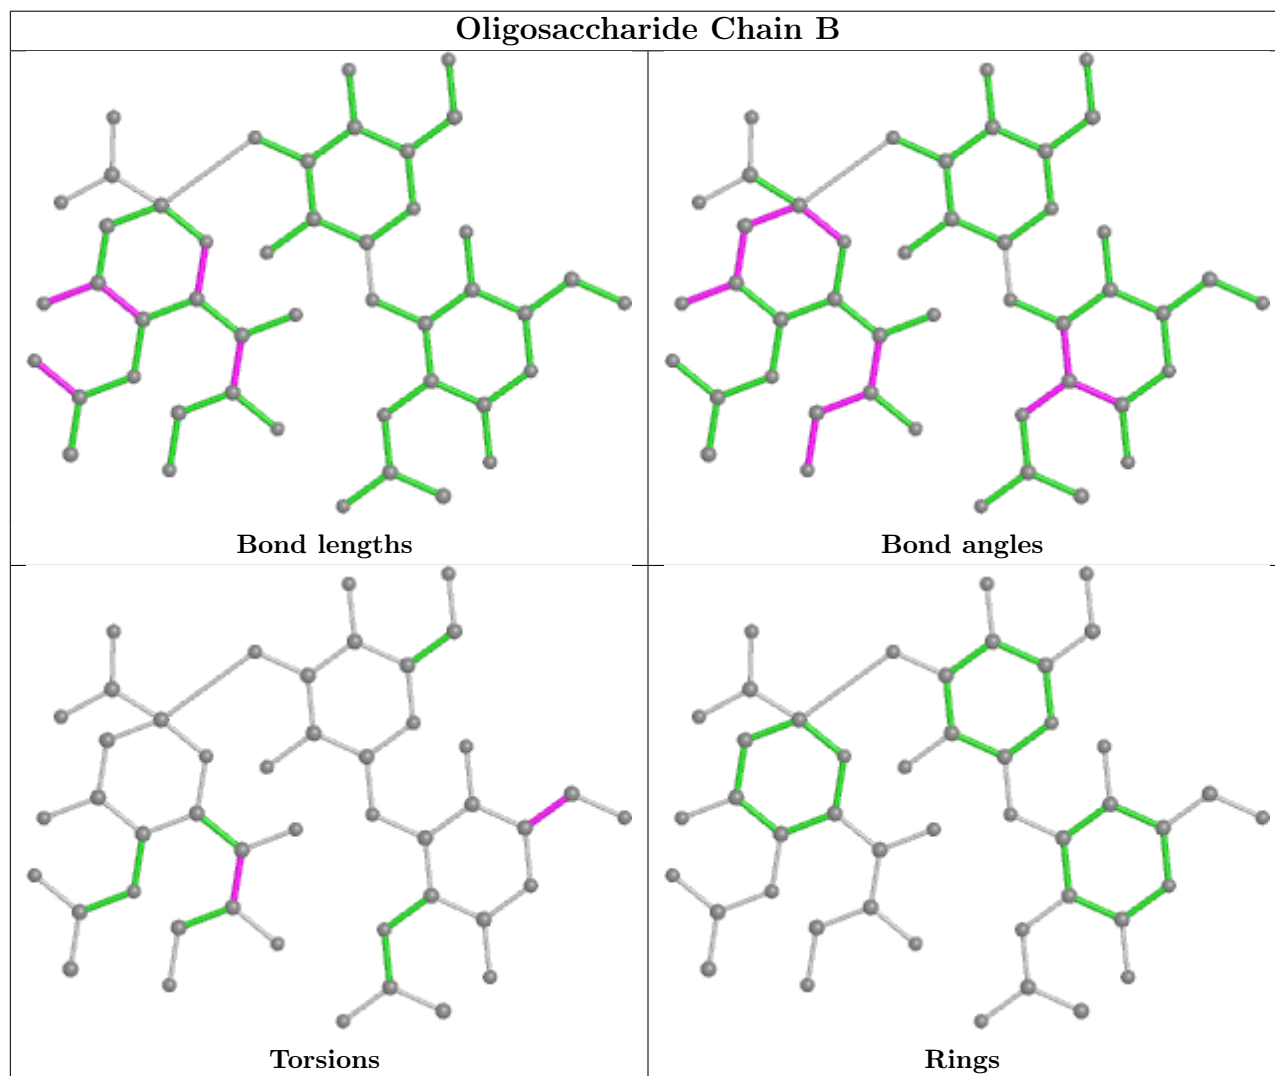 Oligosaccharide Chain B
Bond lengths
Bond angles
Torsions
Rings